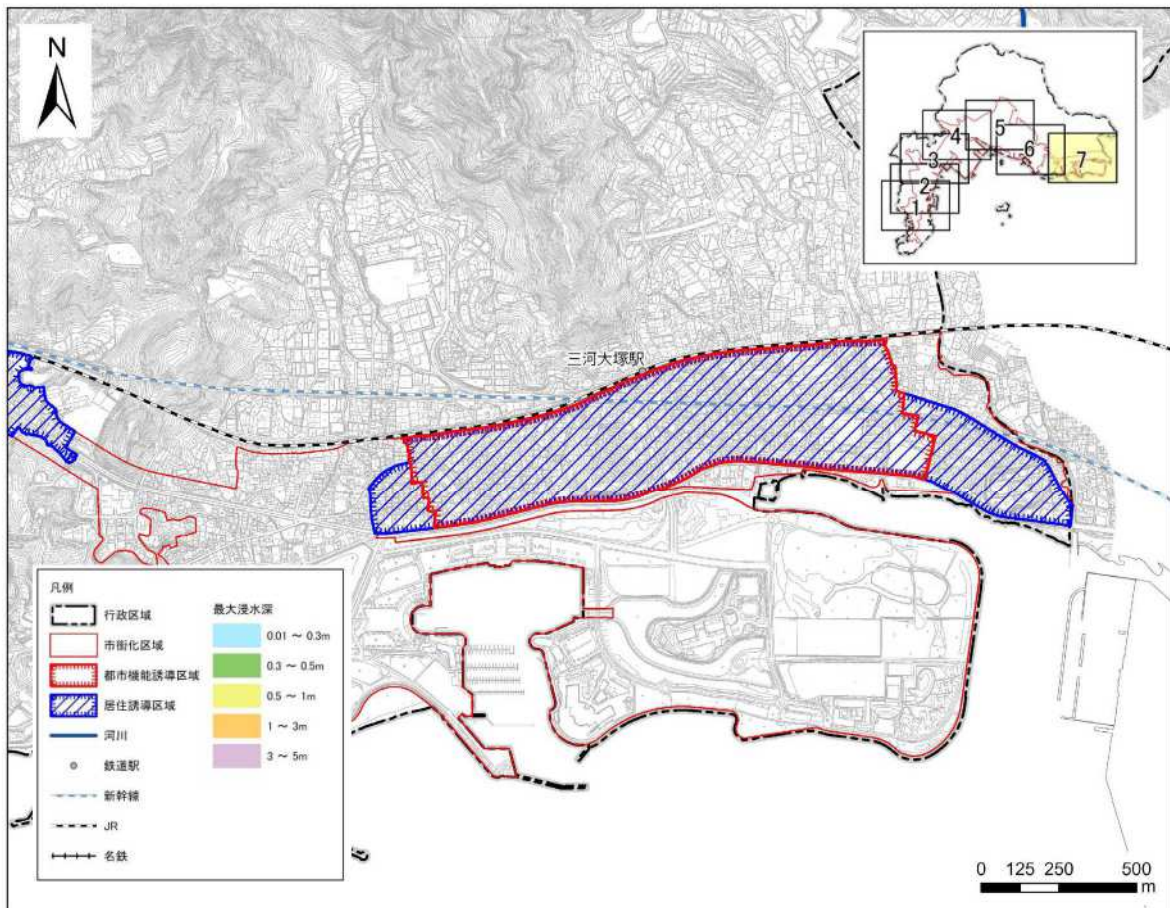 N
5
4
6
3
7
2
1
三河大塚駅
凡例
行政区域
市街化区域
都市機能誘導区域
居住誘導区域
河川
鉄道駅
新幹線
JR
名鉄
最大浸水深
0.01 ～ 0.3m
0.3 ～ 0.5m
0.5 ～ 1m
1 ～ 3m
3 ～ 5m
0 125 250 500
m